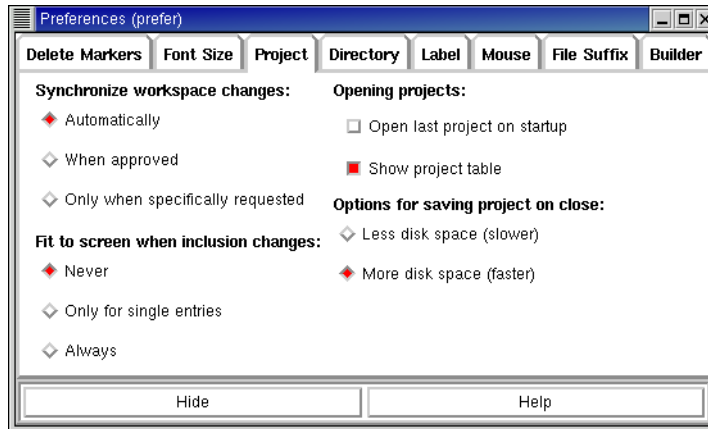 Preferences (prefer)
Delete Markers Font Size Project Directory Label Mouse File Suffix Builder
Synchronize workspace changes:
Automatically
When approved
Only when specifically requested
Fit to screen when inclusion changes:
Never
Only for single entries
Always
Opening projects:
Open last project on startup
Show project table
Options for saving project on close:
Less disk space (slower)
More disk space (faster)
Hide Help